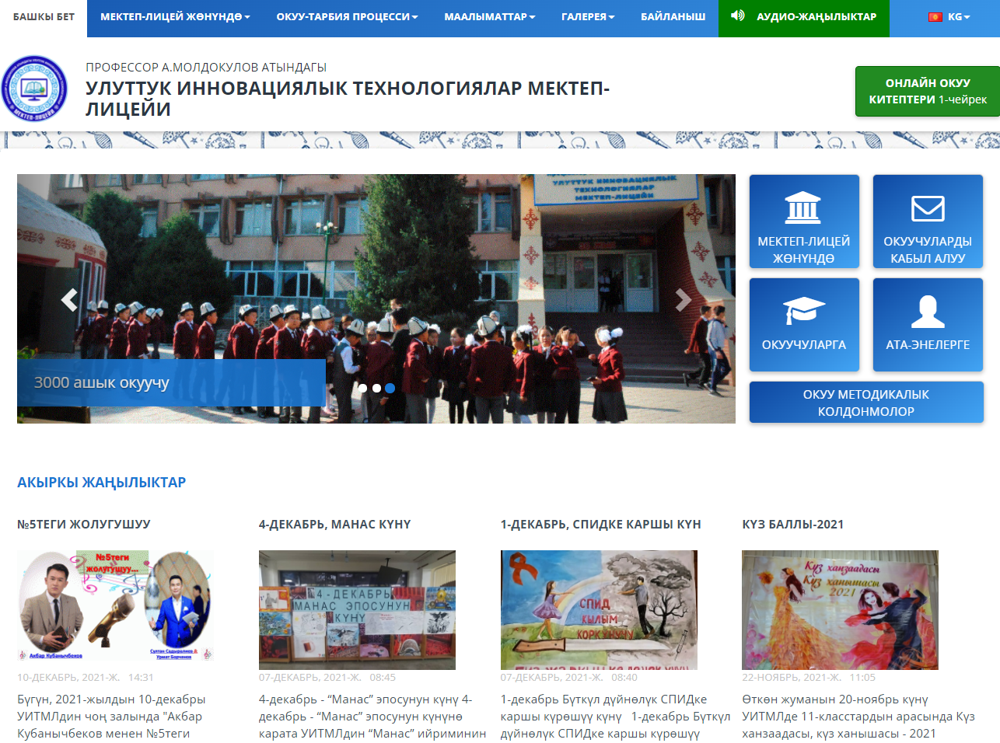 БАШКЫ БЕТ
МЕКТЕП-ЛИЦЕЙ ЖӨНҮНДӨ
ОКУУ-ТАРБИЯ ПРОЦЕССИ
МААЛЫМАТТАР
ГАЛЕРЕЯ
БАЙЛАНЫШ
АУДИО-ЖАҢЫЛЫКТАР
KG
ПРОФЕССОР А.МОЛДОКУЛОВ АТЫНДАГЫ
УЛУТТУК ИННОВАЦИЯЛЫК ТЕХНОЛОГИЯЛАР МЕКТЕП-
ЛИЦЕЙИ
МЕКТЕП-ЛИЦЕЙИ
ОНЛАЙН ОКУУ
КИТЕПТЕРИ 1-чейрек
УЛУТТУК ИННОВАЦИЯЛЫК
ТЕХНОЛОГИЯЛАР
МЕКТЕП-ЛИЦЕЙИ
3000 ашык окуучу
МЕКТЕП-ЛИЦЕЙ
ЖӨНҮНДӨ
ОКУУЧУЛАРДЫ
КАБЫЛ АЛУУ
ОКУУЧУЛАРГА
АТА-ЭНЕЛЕРГЕ
ОКУУ МЕТОДИКАЛЫК
КОЛДОНМОЛОР
АКЫРКЫ ЖАҢЫЛЫКТАР
№5ТЕГИ ЖОЛУГУШУУ
№5теги
жолугушуу...
Акбар Кубанычбеков
Султан Садыралиев &
Урмат Борченов
10-ДЕКАБРЬ, 2021-Ж. 14:31
Бүгүн, 2021-жылдын 10-декабры
УИТМЛдин чоң залында "Акбар
Кубанычбеков менен №5теги
4-ДЕКАБРЬ, МАНАС КҮНҮ
4-ДЕКАБРЬ
МАНАС ЭПОСУНУН
КҮНҮ
07-ДЕКАБРЬ, 2021-Ж. 08:45
4-декабрь - “Манас” эпосунун күнү 4-
декабрь - “Манас” эпосунун күнүнө
карата УИТМЛдин “Манас” ийриминин
1-ДЕКАБРЬ, СПИДКЕ КАРШЫ КҮН
СПИД
КЫЛЫМ
КОРКУНУЧУ
07-ДЕКАБРЬ, 2021-Ж. 08:40
1-декабрь Бүткүл дүйнөлүк СПИДке
каршы күрөшүү күнү 1-декабрь Бүткүл
дүйнөлүк СПИДке каршы күрөшүү
КҮЗ БАЛЛЫ-2021
Күз ханзаадасы
Күз ханышасы
2021
22-НОЯБРЬ, 2021-Ж. 11:05
Өткөн жуманын 20-ноябрь күнү
УИТМЛде 11-класстардын арасында Күз
ханзаадасы, күз ханышасы - 2021